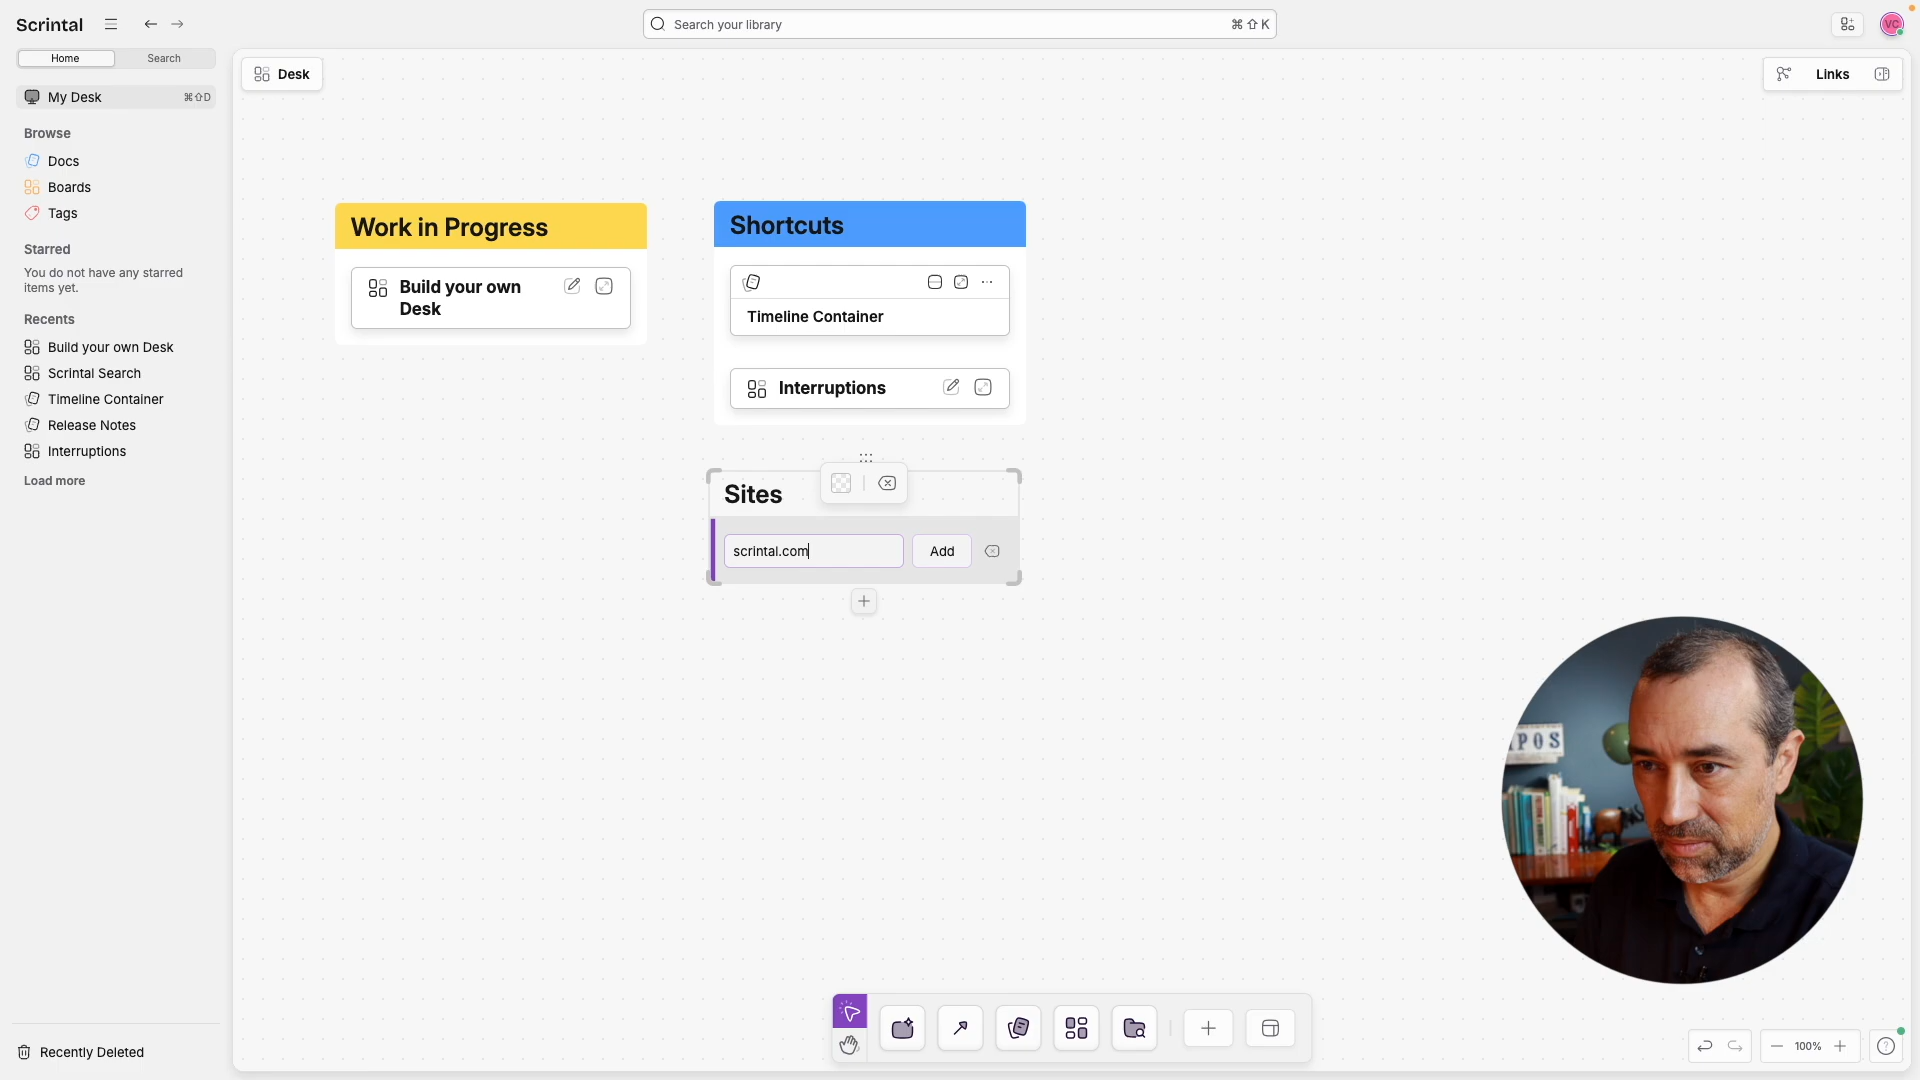 Scrintal
Search your library
⌘ ⇧ K
VC
Home
Search
My Desk
⌘⇧D
Browse
Docs
Boards
Tags
Starred
You do not have any starred
items yet.
Recents
Build your own Desk
Scrintal Search
Timeline Container
Release Notes
Interruptions
Load more
Recently Deleted
Desk
Links
Work in Progress
Build your own
Desk
Shortcuts
Timeline Container
Interruptions
Sites
scrintal.com
Add
POS
100%